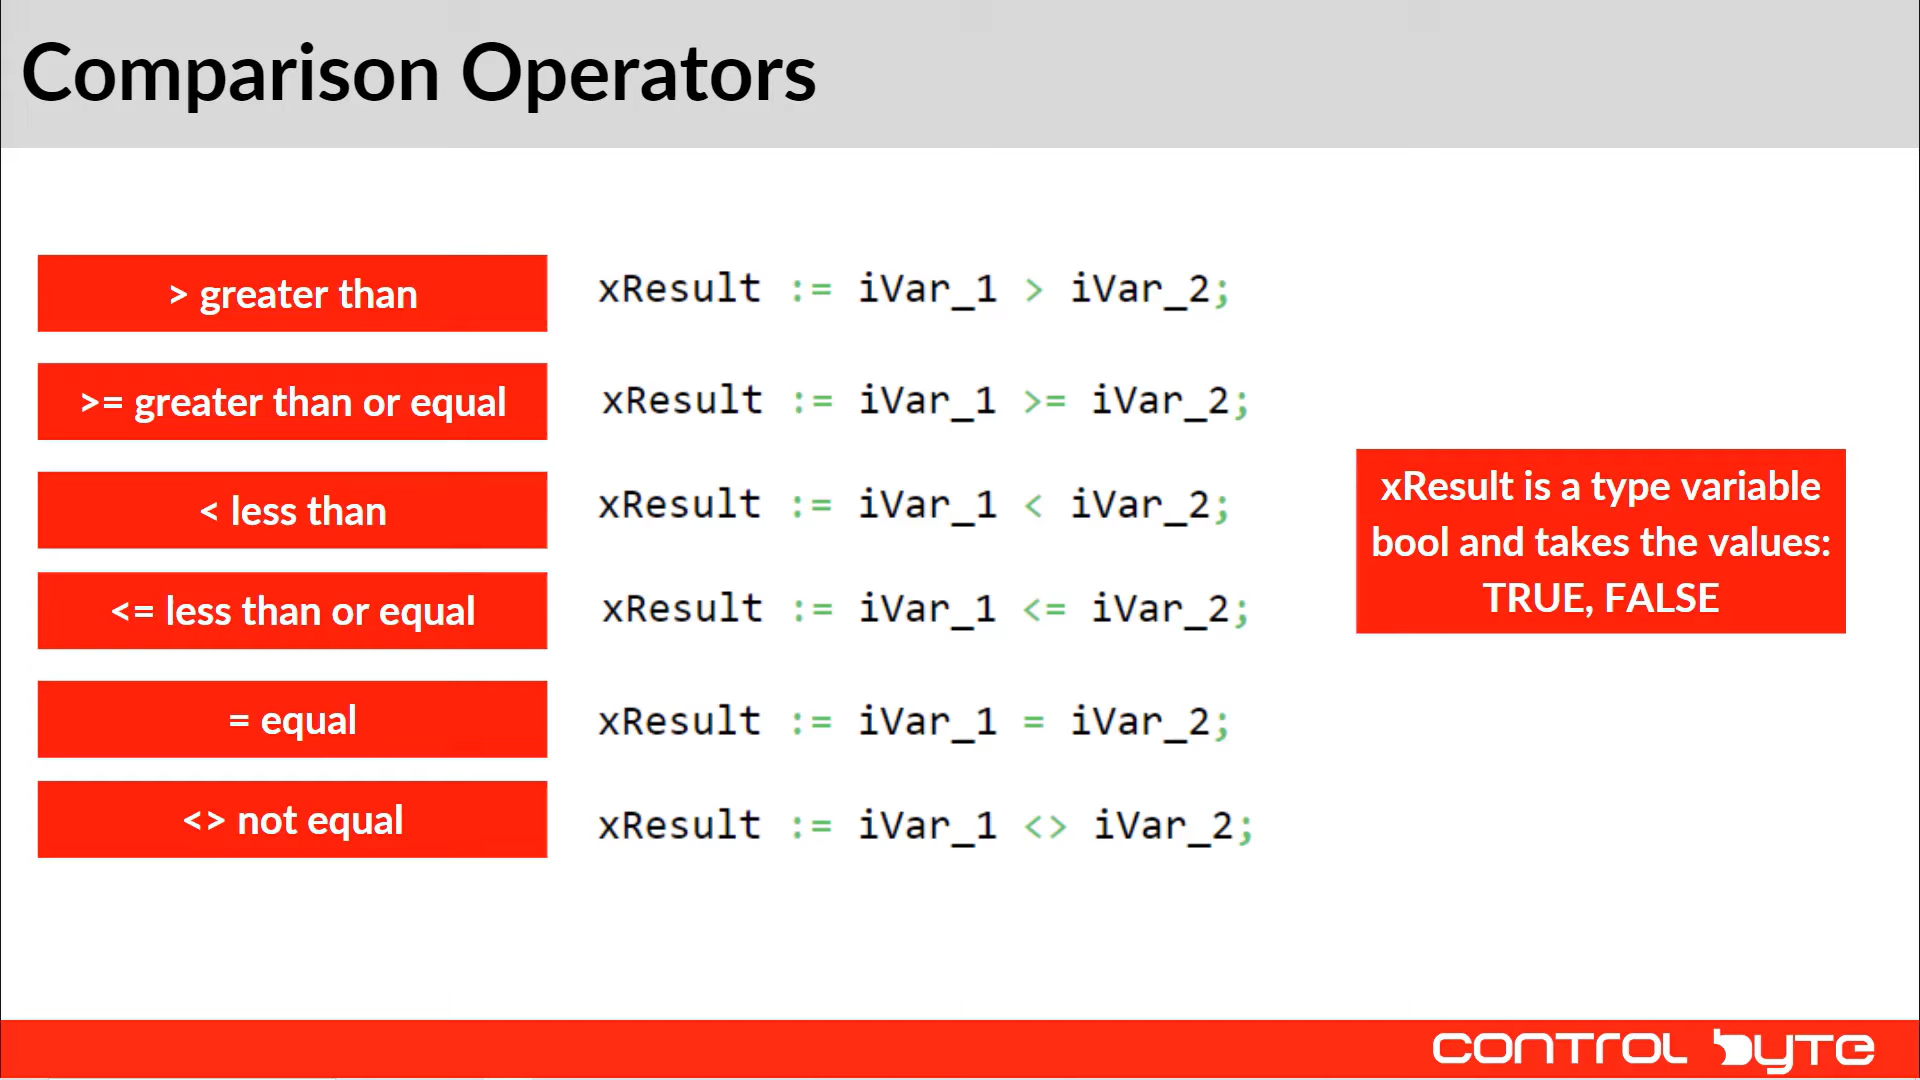 Comparison Operators
> greater than
xResult := iVar_1 > iVar_2;
>= greater than or equal
xResult := iVar_1 >= iVar_2;
< less than
xResult := iVar_1 < iVar_2;
<= less than or equal
xResult := iVar_1 <= iVar_2;
= equal
xResult := iVar_1 = iVar_2;
<> not equal
xResult := iVar_1 <> iVar_2;
xResult is a type variable
bool and takes the values:
TRUE, FALSE
CONTROL BYTE